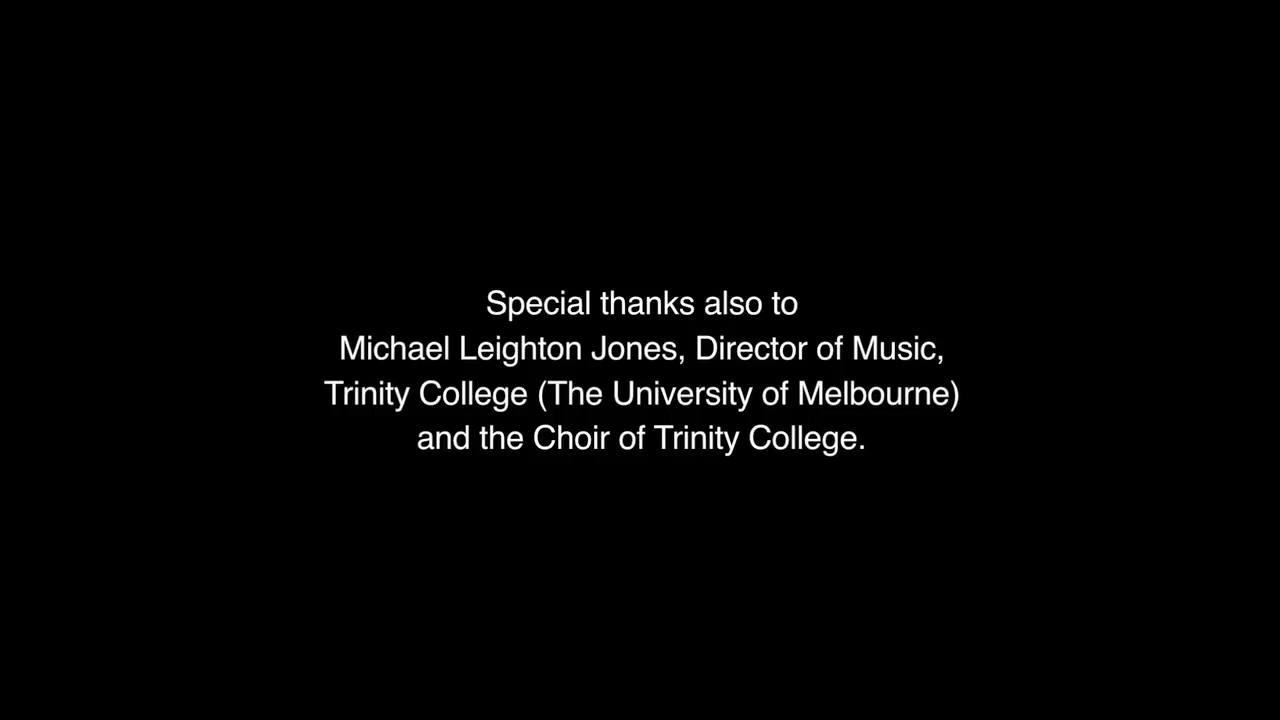 Special thanks also to
Michael Leighton Jones, Director of Music,
Trinity College (The University of Melbourne)
and the Choir of Trinity College.